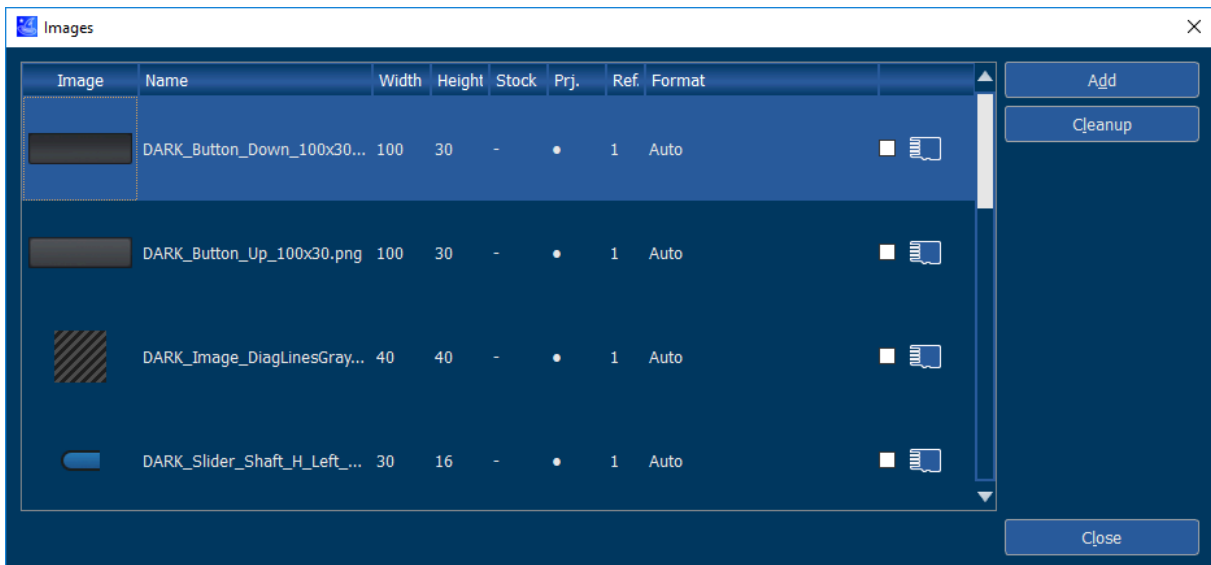 Images
Image Name Width Height Stock Prj. Ref. Format
Add
Cleanup
DARK_Button_Down_100x30... 100 30 - • 1 Auto
DARK_Button_Up_100x30.png 100 30 - • 1 Auto
DARK_Image_DiagLinesGray... 40 40 - • 1 Auto
DARK_Slider_Shaft_H_Left_... 30 16 - • 1 Auto
Close